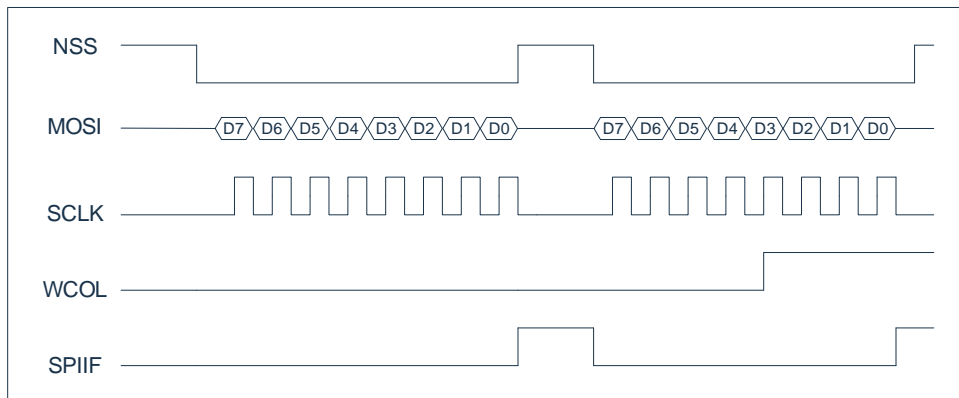 NSS
MOSI D7 D6 D5 D4 D3 D2 D1 D0 D7 D6 D5 D4 D3 D2 D1 D0
SCLK
WCOL
SPIIF